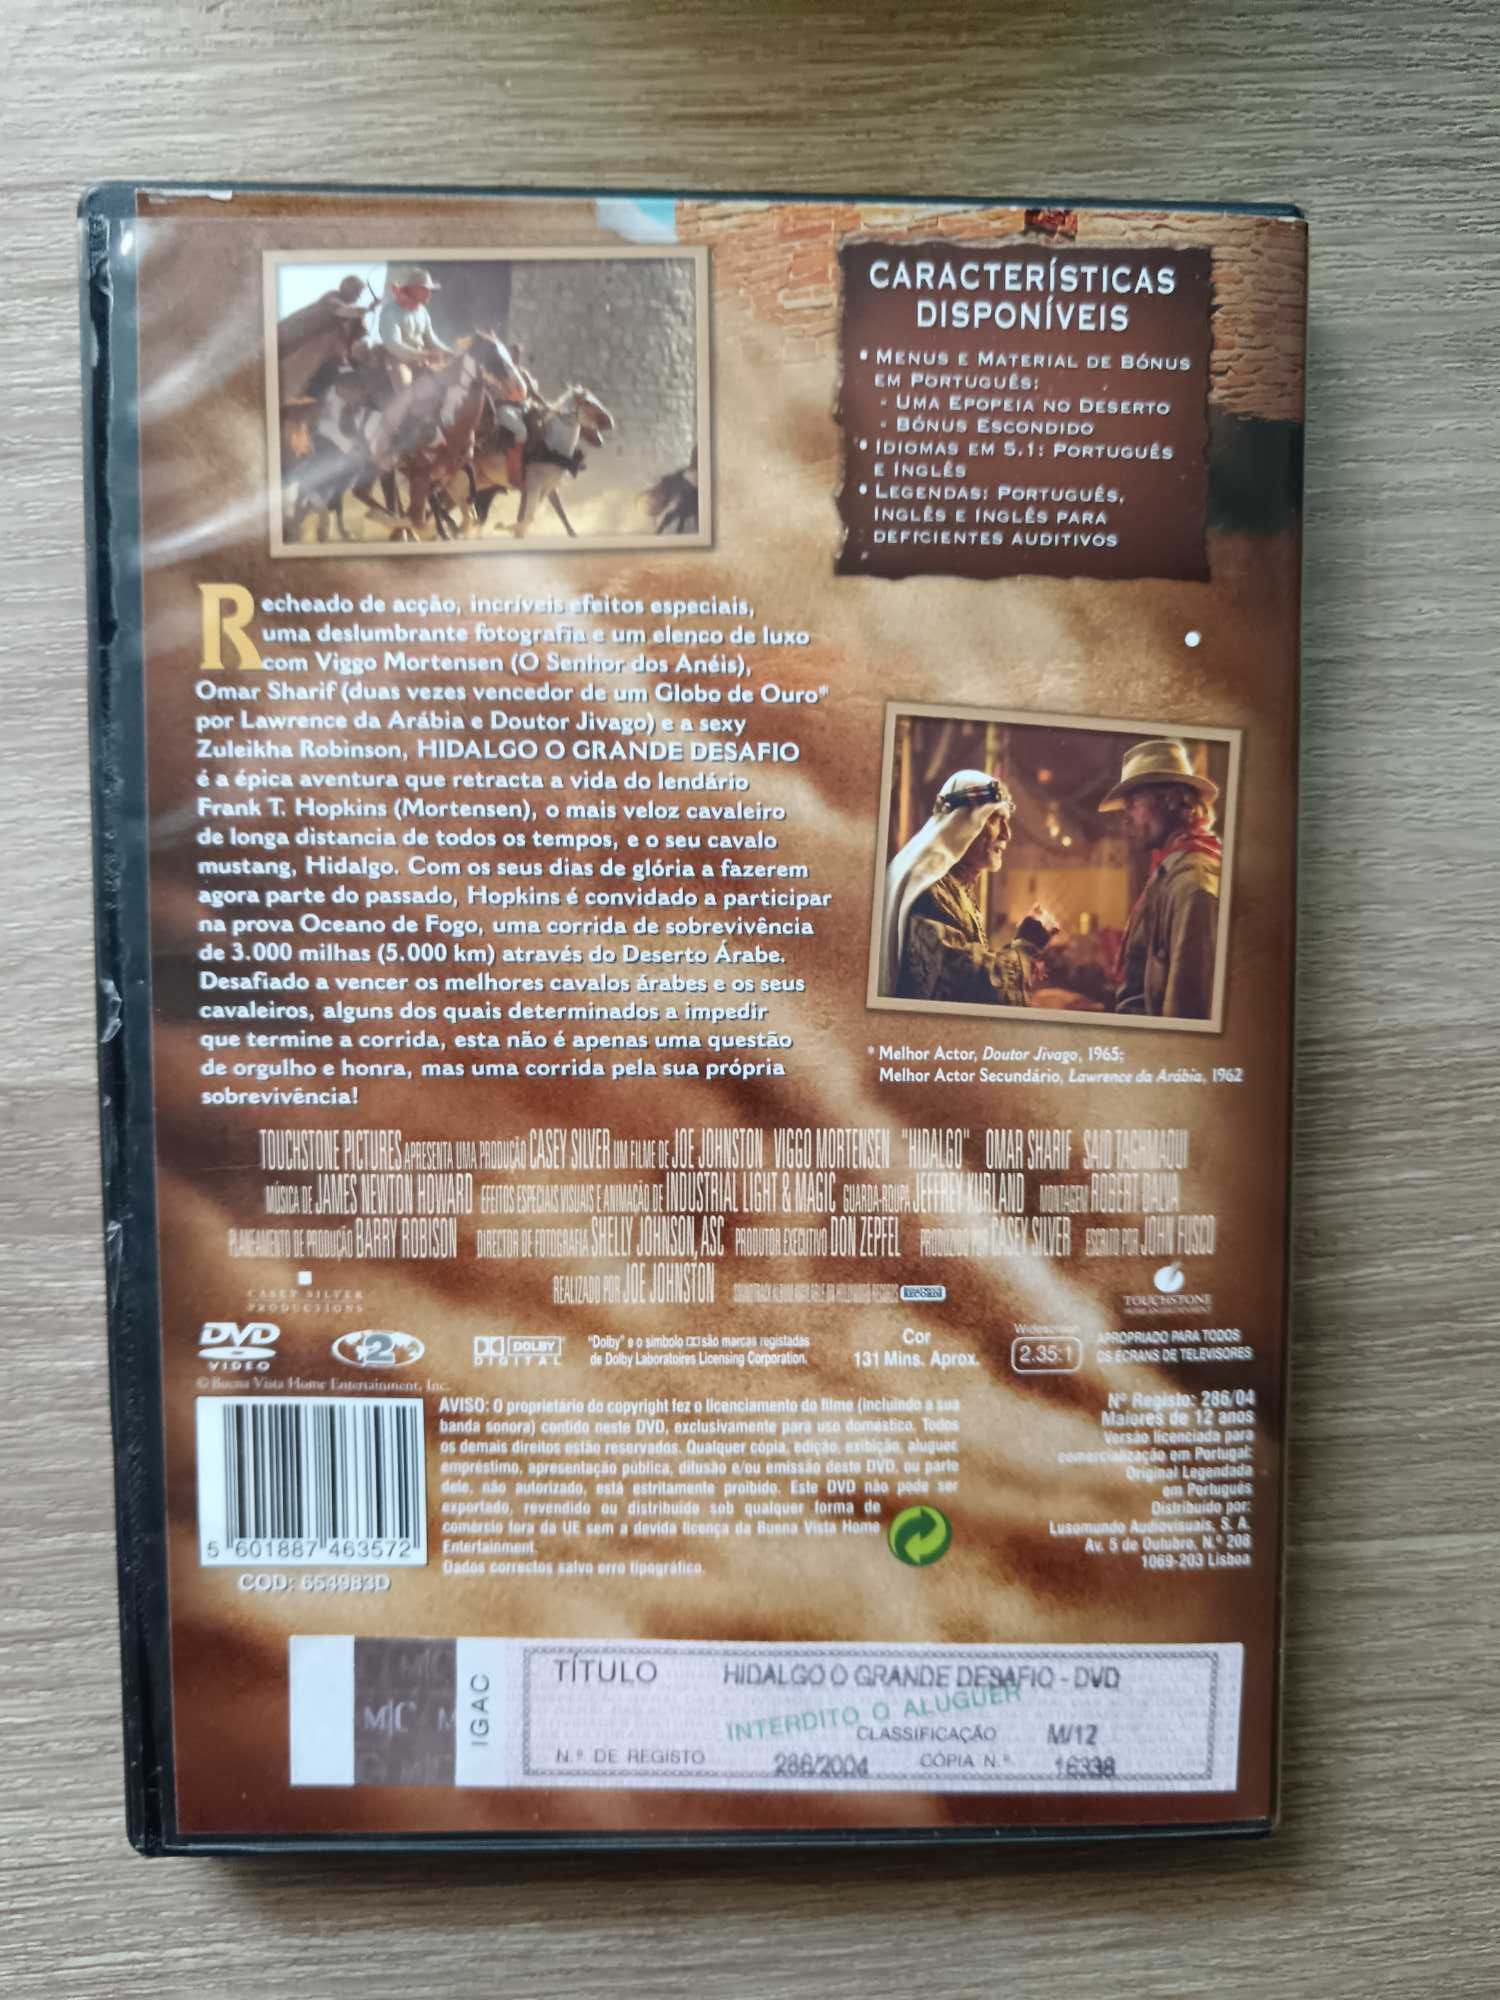 CARACTERÍSTICAS
DISPONÍVEIS
• MENUS E MATERIAL DE BÓNUS
EM PORTUGUÊS:
- UMA EPOPEIA NO DESERTO
- BÓNUS ESCONDIDO
• IDIOMAS EM 5.1: PORTUGUÊS
E INGLÊS
• LEGENDAS: PORTUGUÊS,
INGLÊS E INGLÊS PARA
DEFICIENTES AUDITIVOS
Recheado de acção, incríveis efeitos especiais,
uma deslumbrante fotografia e um elenco de luxo
com Viggo Mortensen (O Senhor dos Anéis),
Omar Sharif (duas vezes vencedor de um Globo de Ouro*
por Lawrence da Arábia e Doutor Jivago) e a sexy
Zuleikha Robinson, HIDALGO O GRANDE DESAFIO
é a épica aventura que retracta a vida do lendário
Frank T. Hopkins (Mortensen), o mais veloz cavaleiro
de longa distancia de todos os tempos, e o seu cavalo
mustang, Hidalgo. Com os seus dias de glória a fazerem
agora parte do passado, Hopkins é convidado a participar
na prova Oceano de Fogo, uma corrida de sobrevivência
de 3.000 milhas (5.000 km) através do Deserto Árabe.
Desafiado a vencer os melhores cavalos árabes e os seus
cavaleiros, alguns dos quais determinados a impedir
que termine a corrida, esta não é apenas uma questão
de orgulho e honra, mas uma corrida pela sua própria
sobrevivência!
* Melhor Actor, Doutor Jivago, 1965;
Melhor Actor Secundário, Lawrence da Arábia, 1962
TOUCHSTONE PICTURES APRESENTA UMA PRODUÇÃO CASEY SILVER UM FILME DE JOE JOHNSTON VIGGO MORTENSEN "HIDALGO" OMAR SHARIF SAID TAGHMAOUI
MÚSICA DE JAMES NEWTON HOWARD EFEITOS ESPECIAIS VISUAIS E ANIMAÇÃO DE INDUSTRIAL LIGHT & MAGIC GUARDA-ROUPA JEFFREY KURLAND MONTAGEM ROBERT DALVA
PLANEAMENTO DE PRODUÇÃO BARRY ROBISON DIRECTOR DE FOTOGRAFIA SHELLY JOHNSON, ASC PRODUTOR EXECUTIVO DON ZEPFEL PRODUZIDO POR CASEY SILVER ESCRITO POR JOHN FUSCO
REALIZADO POR JOE JOHNSTON SOUNDTRACK ALBUM AVAILABLE ON HOLLYWOOD RECORDS
CASEY SILVER
PRODUCTIONS
TOUCHSTONE
HOME ENTERTAINMENT
DVD
VIDEO
2
DOLBY
DIGITAL
"Dolby" e o símbolo são marcas registadas
de Dolby Laboratoires Licensing Corporation.
Cor
131 Mins. Aprox.
Widescreen
2.35:1
APROPRIADO PARA TODOS
OS ECRANS DE TELEVISORES
© Buena Vista Home Entertainment, Inc.
AVISO: O proprietário do copyright fez o licenciamento do filme (incluindo a sua
banda sonora) contido neste DVD, exclusivamente para uso doméstico. Todos
os demais direitos estão reservados. Qualquer cópia, edição, exibição, aluguer,
empréstimo, apresentação pública, difusão e/ou emissão deste DVD, ou parte
dele, não autorizado, está estritamente proibido. Este DVD não pode ser
exportado, revendido ou distribuido sob qualquer forma de
comércio fora da UE sem a devida licença da Buena Vista Home
Entertainment.
Dados correctos salvo erro tipográfico.
Nº Registo: 286/04
Maiores de 12 anos
Versão licenciada para
comercialização em Portugal:
Original Legendada
em Português
Distribuído por:
Lusomundo Audiovisuais, S. A.
Av. 5 de Outubro, N.º 208
1069-203 Lisboa
5 601887 463572
COD: 654983D
IGAC
TÍTULO HIDALGO O GRANDE DESAFIO - DVD
INTERDITO O ALUGUER
CLASSIFICAÇÃO M/12
N.º DE REGISTO 286/2004 CÓPIA N.º 16338